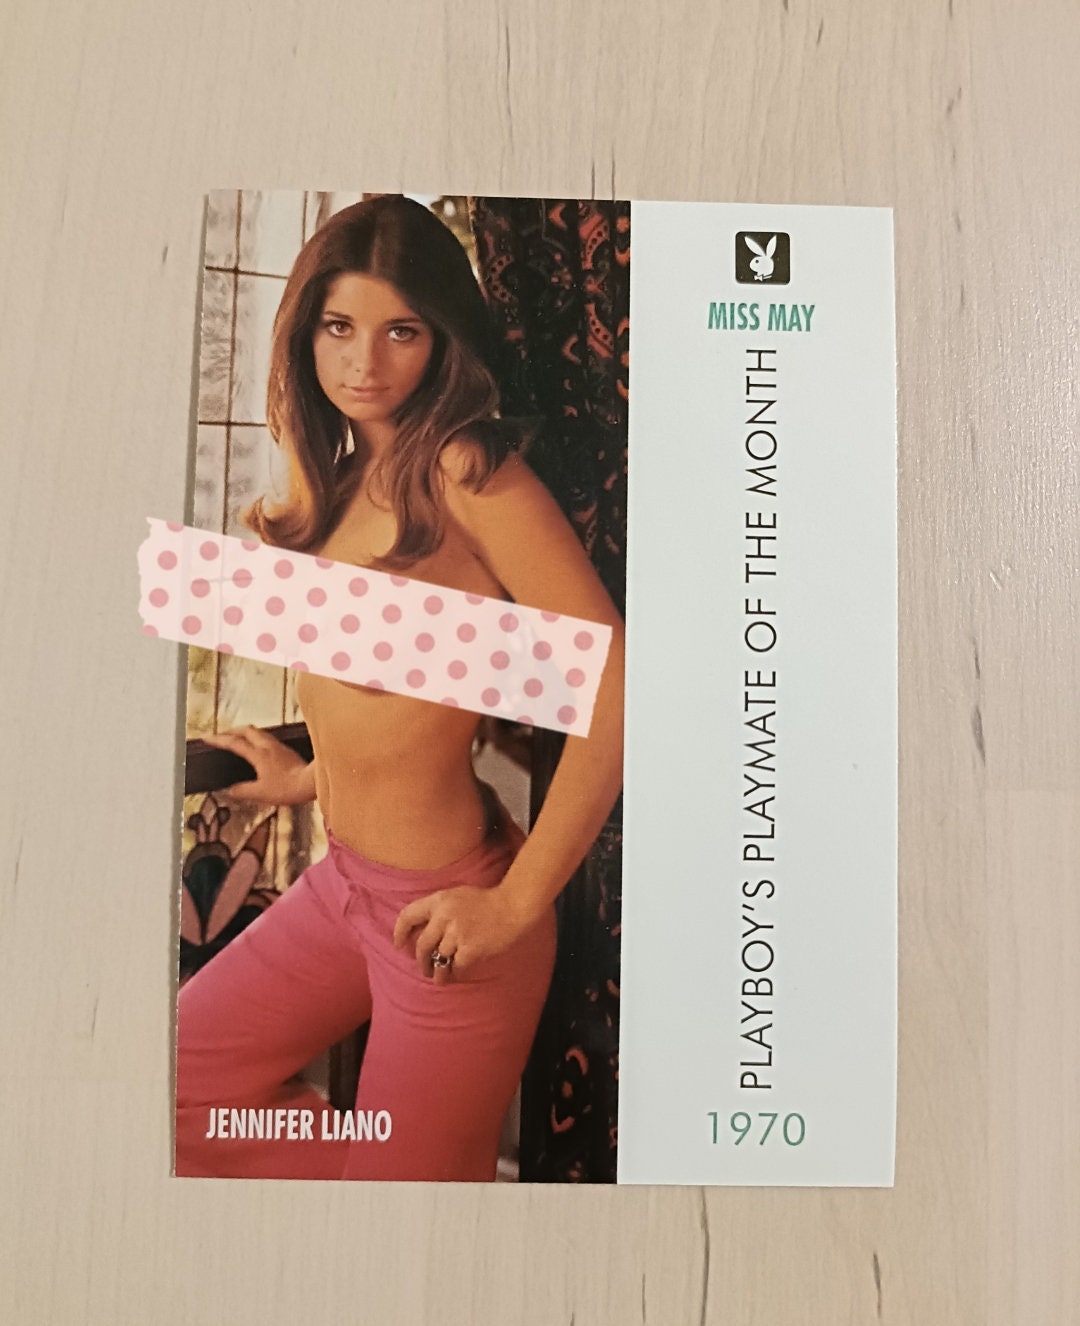 MISS MAY
PLAYBOY'S PLAYMATE OF THE MONTH
1970
JENNIFER LIANO